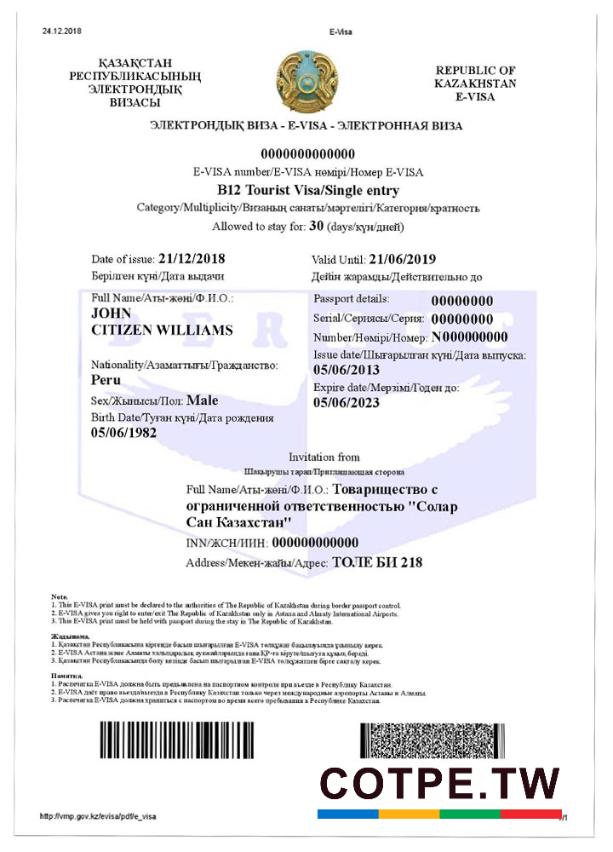 24.12.2018
E-Visa
ҚАЗАҚСТАН
РЕСПУБЛИКАСЫНЫҢ
ЭЛЕКТРОНДЫҚ
ВИЗАСЫ
REPUBLIC OF
KAZAKHSTAN
E-VISA
ЭЛЕКТРОНДЫҚ ВИЗА - E-VISA - ЭЛЕКТРОННАЯ ВИЗА
0000000000000
E-VISA number/E-VISA нөмірі/Номер E-VISA
B12 Tourist Visa/Single entry
Category/Multiplicity/Визаның санаты/мәртелігі/Категория/кратность
Allowed to stay for: 30 (days/күн/дней)
Date of issue: 21/12/2018
Берілген күні/Дата выдачи
Valid Until: 21/06/2019
Дейін жарамды/Действительно до
Full Name/Аты-жөні/Ф.И.О.:
JOHN
CITIZEN WILLIAMS
Passport details: 00000000
Serial/Сериясы/Серия: 00000000
Number/Нөмірі/Номер: N000000000
Issue date/Шығарылған күні/Дата выпуска:
05/06/2013
Expire date/Мерзімі/Годен до:
05/06/2023
Nationality/Азаматтығы/Гражданство:
Peru
Sex/Жынысы/Пол: Male
Birth Date/Туған күні/Дата рождения
05/06/1982
Invitation from
Шақырушы тарап/Приглашающая сторона
Full Name/Аты-жөні/Ф.И.О.: Товарищество с
ограниченной ответственностью "Солар
Сан Казахстан"
INN/ЖСН/ИИН: 000000000000
Address/Мекен-жайы/Адрес: ТОЛЕ БИ 218
Note.
1. This E-VISA print must be declared to the authorities of The Republic of Kazakhstan during border passport control.
2. E-VISA gives you right to enter/exit The Republic of Kazakhstan only in Astana and Almaty International Airports.
3. This E-VISA print must be held with passport during the stay in The Republic of Kazakhstan.
Жадынама.
1. Қазақстан Республикасына кіргенде басып шығарылған E-VISA төлқұжат бақылауында ұсынылу керек.
2. E-VISA Астана және Алматы халықаралық әуежайларында ғана ҚР-ға кіруге/шығуға құқық береді.
3. Қазақстан Республикасында болу кезінде басып шығарылған E-VISA төлқұжатпен бірге сақталу керек.
Памятка.
1. Распечатка E-VISA должна быть предъявлена на паспортном контроле при въезде в Республику Казахстан.
2. E-VISA даёт право въезда/выезда в Республику Казахстан только через международные аэропорты Астаны и Алматы.
3. Распечатка E-VISA должна храниться с паспортом во время всего пребывания в Республике Казахстан.
COTPE.TW
http://vmp.gov.kz/evisa/pdf/e_visa